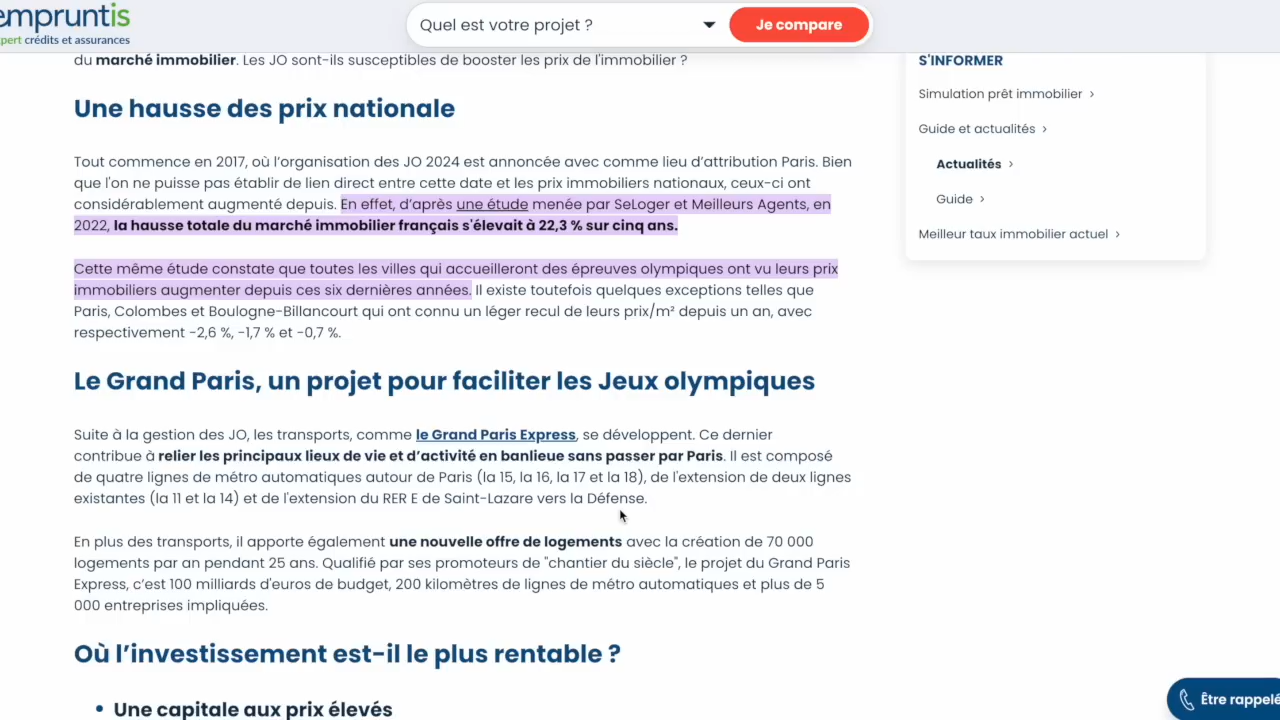 empruntis
pert crédits et assurances
Quel est votre projet ?
Je compare
du marché immobilier. Les JO sont-ils susceptibles de booster les prix de l'immobilier ?
Une hausse des prix nationale
Tout commence en 2017, où l’organisation des JO 2024 est annoncée avec comme lieu d’attribution Paris. Bien
que l'on ne puisse pas établir de lien direct entre cette date et les prix immobiliers nationaux, ceux-ci ont
considérablement augmenté depuis. En effet, d’après une étude menée par SeLoger et Meilleurs Agents, en
2022, la hausse totale du marché immobilier français s'élevait à 22,3 % sur cinq ans.
Cette même étude constate que toutes les villes qui accueilleront des épreuves olympiques ont vu leurs prix
immobiliers augmenter depuis ces six dernières années. Il existe toutefois quelques exceptions telles que
Paris, Colombes et Boulogne-Billancourt qui ont connu un léger recul de leurs prix/m² depuis un an, avec
respectivement -2,6 %, -1,7 % et -0,7 %.
Le Grand Paris, un projet pour faciliter les Jeux olympiques
Suite à la gestion des JO, les transports, comme le Grand Paris Express, se développent. Ce dernier
contribue à relier les principaux lieux de vie et d’activité en banlieue sans passer par Paris. Il est composé
de quatre lignes de métro automatiques autour de Paris (la 15, la 16, la 17 et la 18), de l'extension de deux lignes
existantes (la 11 et la 14) et de l'extension du RER E de Saint-Lazare vers la Défense.
En plus des transports, il apporte également une nouvelle offre de logements avec la création de 70 000
logements par an pendant 25 ans. Qualifié par ses promoteurs de "chantier du siècle", le projet du Grand Paris
Express, c’est 100 milliards d'euros de budget, 200 kilomètres de lignes de métro automatiques et plus de 5
000 entreprises impliquées.
Où l’investissement est-il le plus rentable ?
• Une capitale aux prix élevés
S'INFORMER
Simulation prêt immobilier ›
Guide et actualités ›
Actualités ›
Guide ›
Meilleur taux immobilier actuel ›
Être rappelé